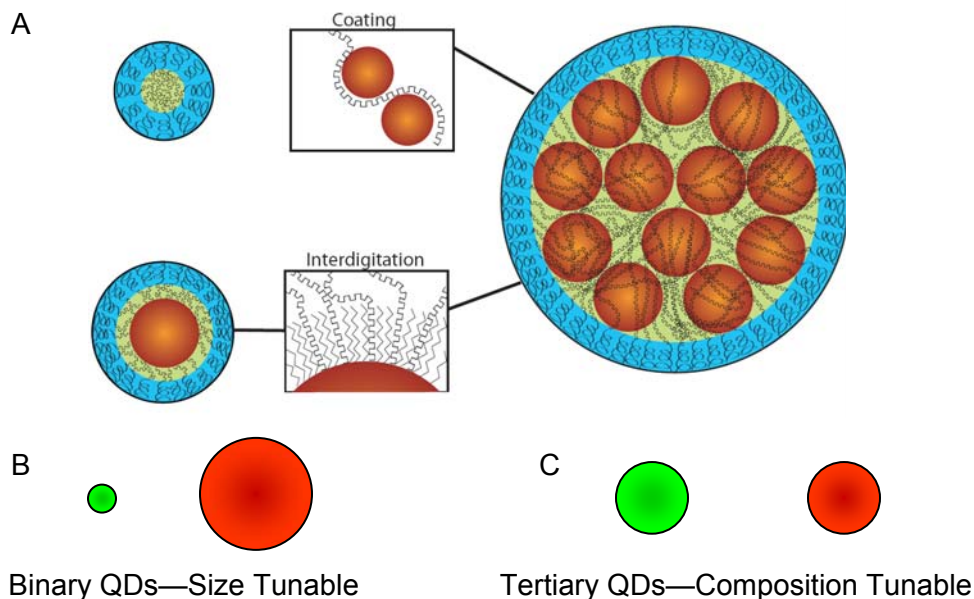 A
Coating
Interdigitation
B
C
Binary QDs—Size Tunable
Tertiary QDs—Composition Tunable